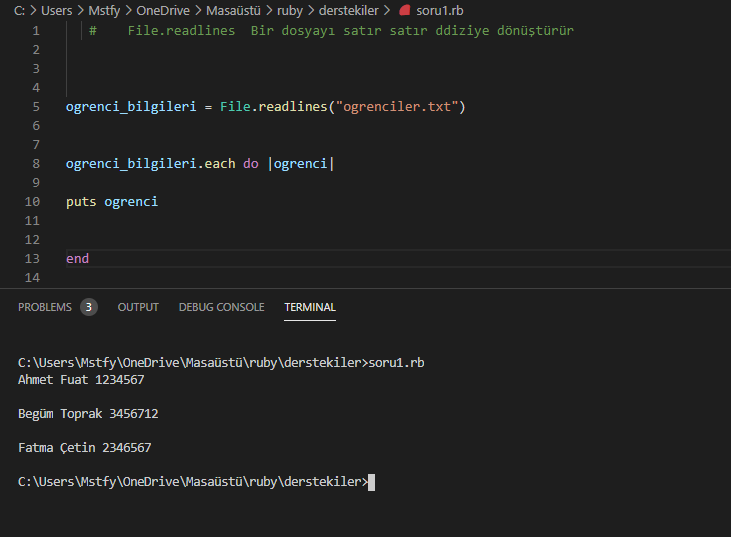 C: > Users > Mstfy > OneDrive > Masaüstü > ruby > derstekiler > soru1.rb
1 # File.readlines Bir dosyayı satır satır ddiziye dönüştürür
2
3
4
5 ogrenci_bilgileri = File.readlines("ogrenciler.txt")
6
7
8 ogrenci_bilgileri.each do |ogrenci|
9
10 puts ogrenci
11
12
13 end
14
PROBLEMS 3 OUTPUT DEBUG CONSOLE TERMINAL
C:\Users\Mstfy\OneDrive\Masaüstü\ruby\derstekiler>soru1.rb
Ahmet Fuat 1234567
Begüm Toprak 3456712
Fatma Çetin 2346567
C:\Users\Mstfy\OneDrive\Masaüstü\ruby\derstekiler>